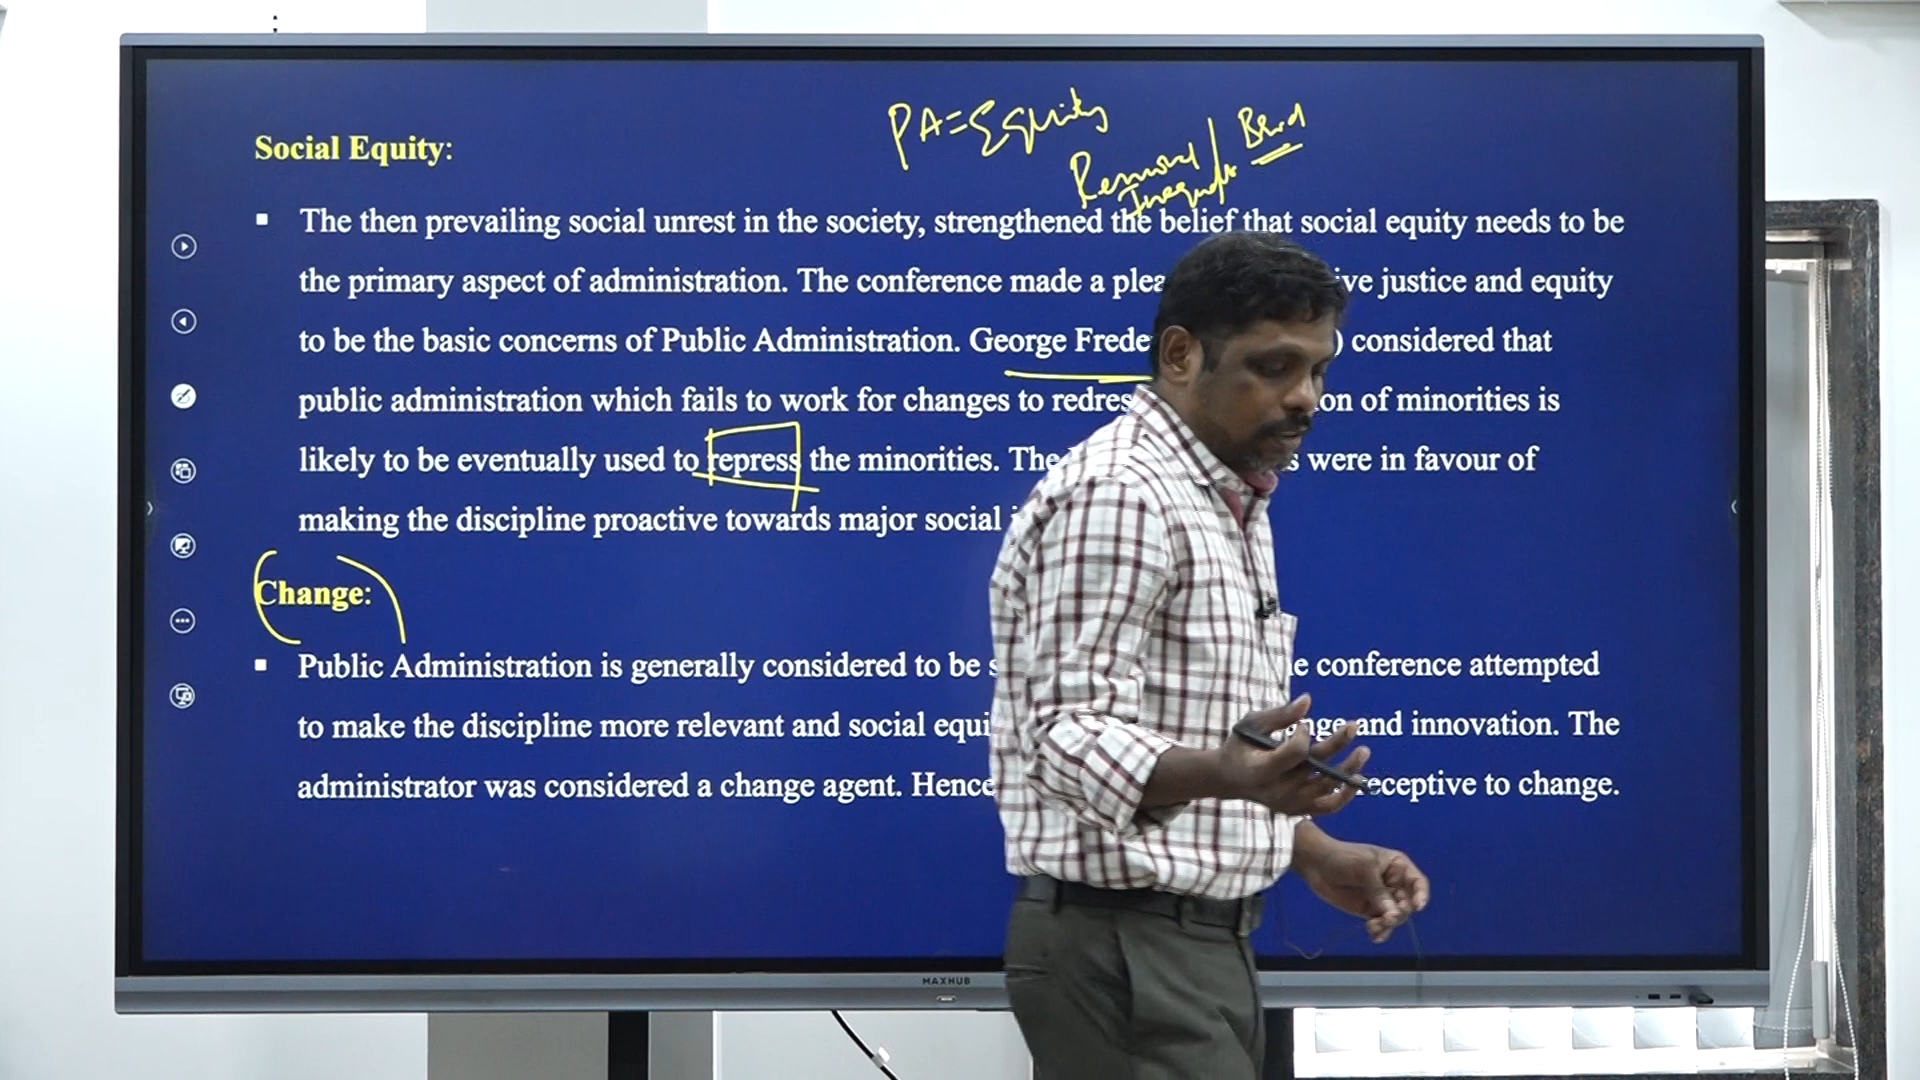 PA=Equity
Removal
Social Equity:
▪ The then prevailing social unrest in the society, strengthened the belief that social equity needs to be
the primary aspect of administration. The conference made a plea ve justice and equity
to be the basic concerns of Public Administration. George Frede ) considered that
public administration which fails to work for changes to redres on of minorities is
likely to be eventually used to repress the minorities. The s were in favour of
making the discipline proactive towards major social
Change:
▪ Public Administration is generally considered to be s e conference attempted
to make the discipline more relevant and social equi nge and innovation. The
administrator was considered a change agent. Hence receptive to change.
MAXHUB